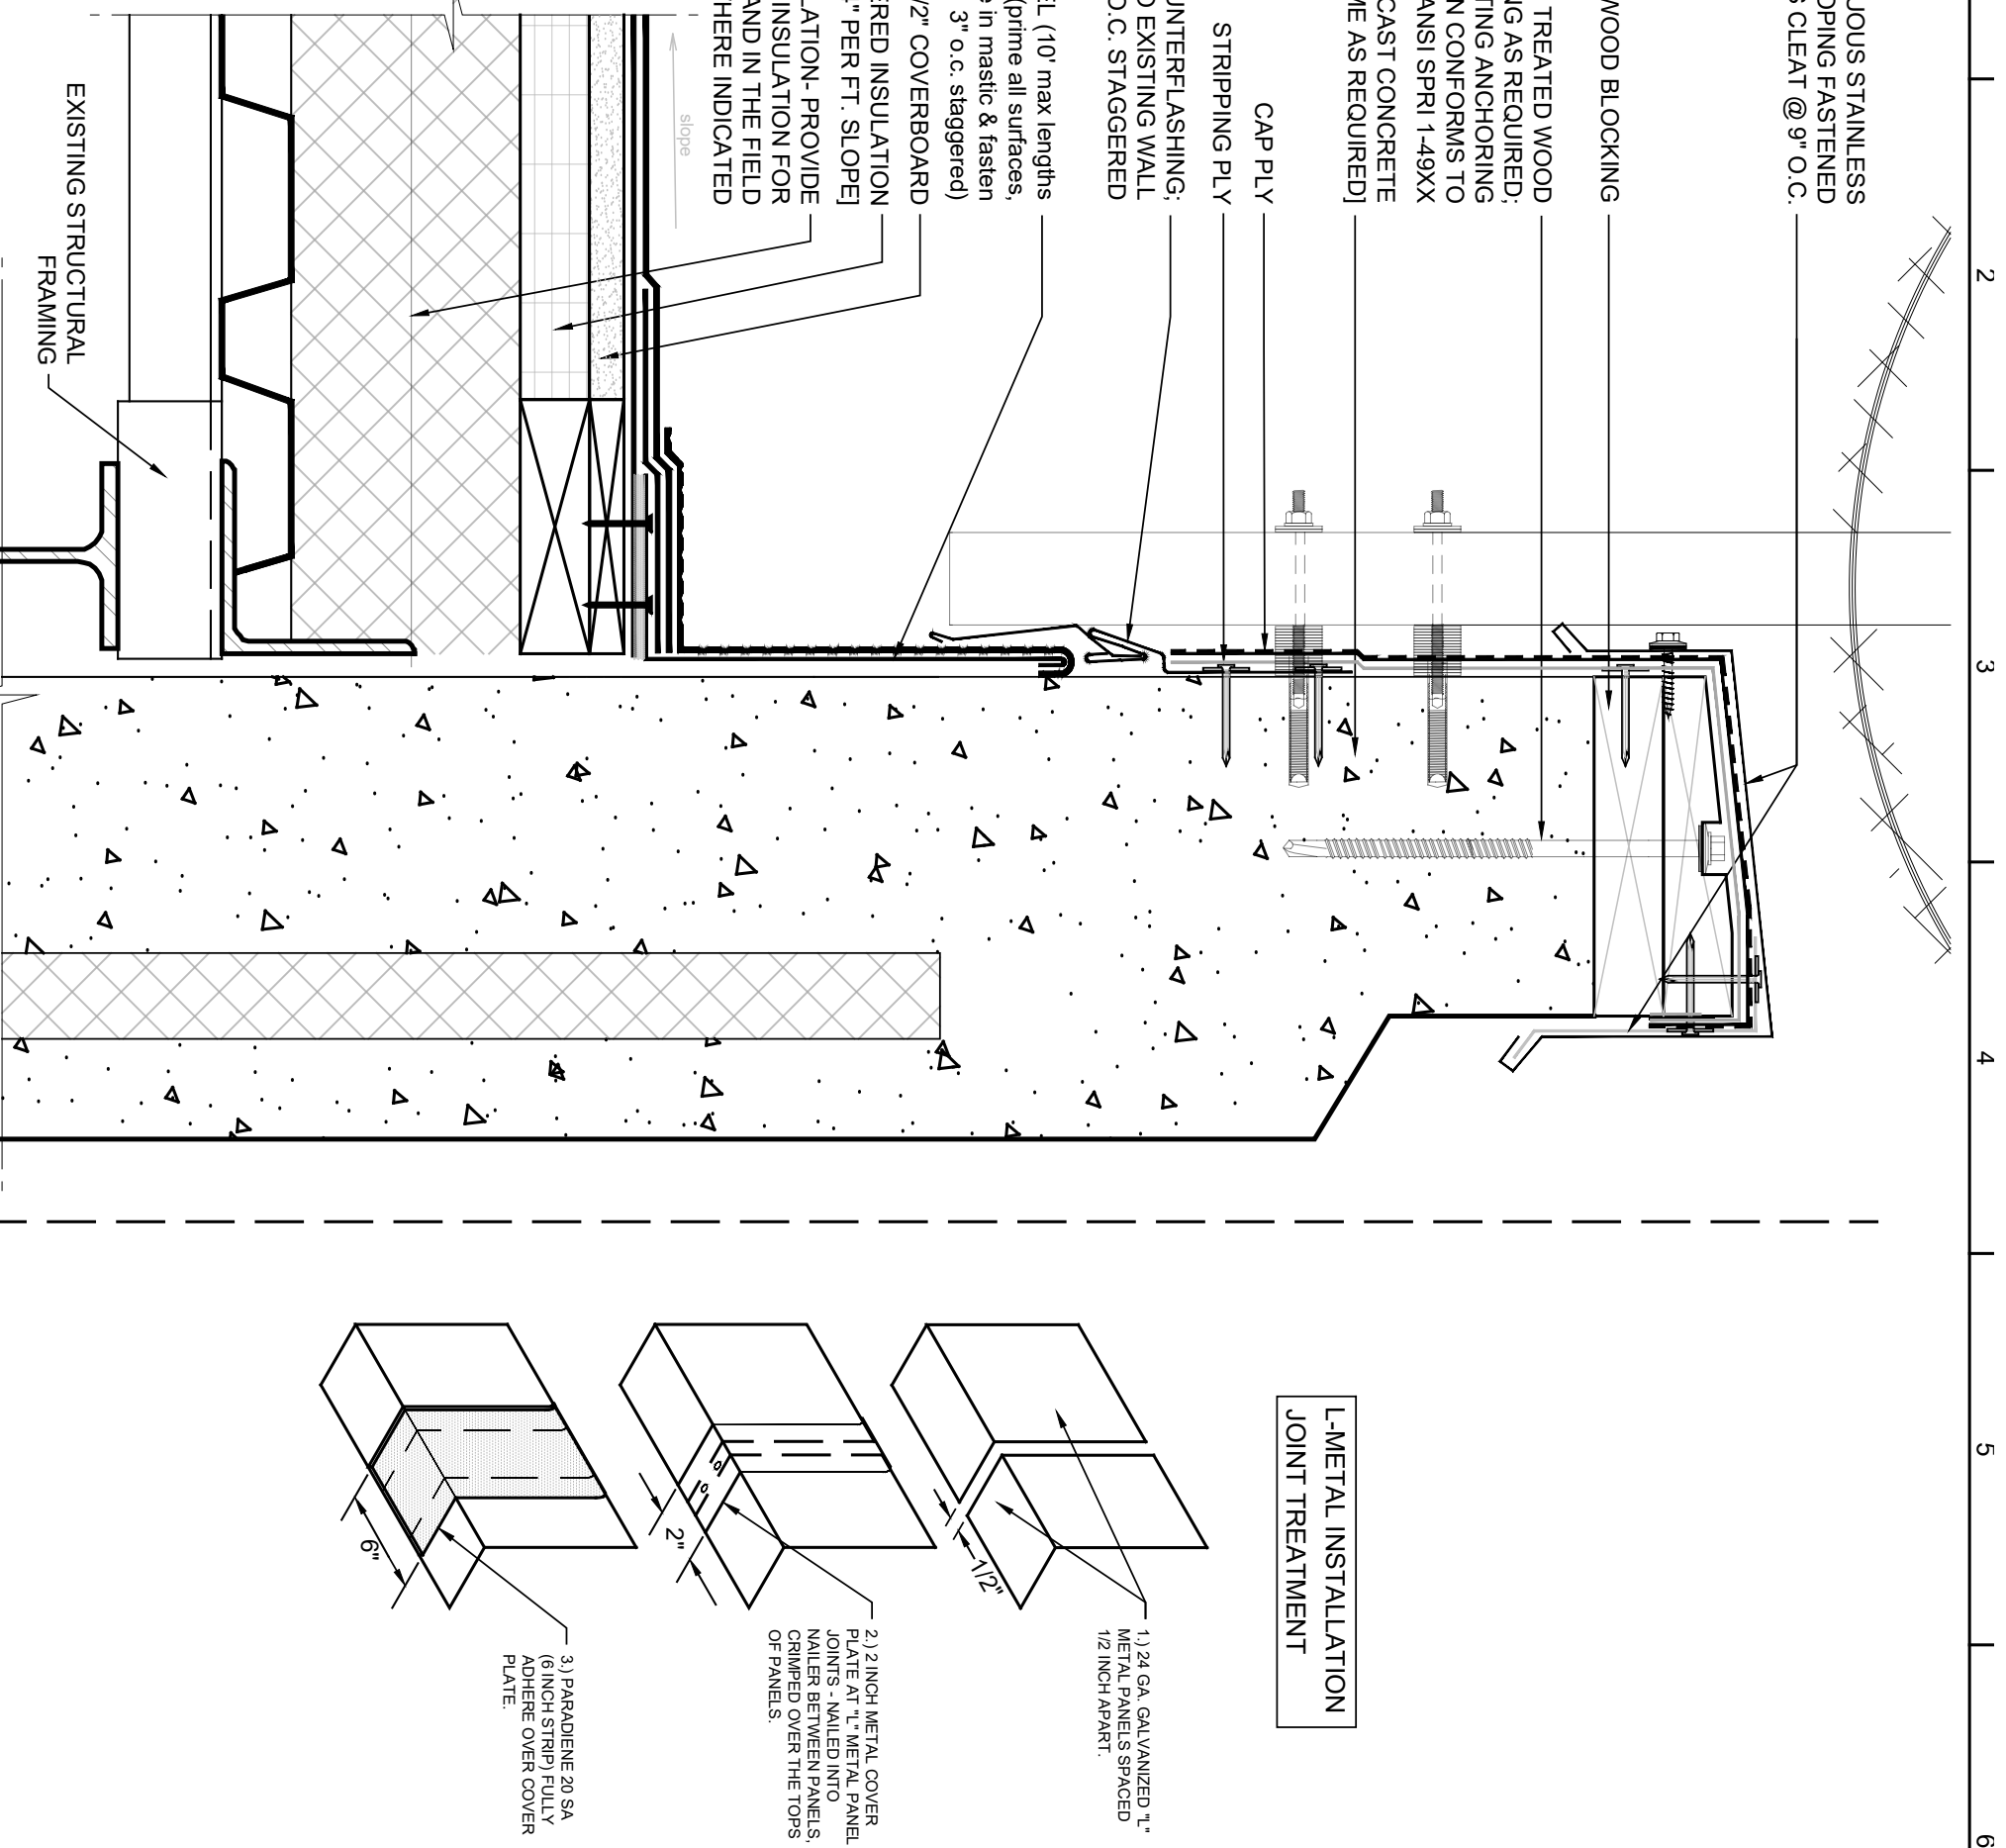 2
3
4
5
6
UOUS STAINLESS
OPING FASTENED
S CLEAT @ 9" O.C.
WOOD BLOCKING
TREATED WOOD
NG AS REQUIRED;
TING ANCHORING
N CONFORMS TO
ANSI SPRI 1-49XX
CAST CONCRETE
ME AS REQUIRED]
CAP PLY
STRIPPING PLY
UNTERFLASHING;
O EXISTING WALL
O.C. STAGGERED
EL (10' max lengths
(prime all surfaces,
e in mastic & fasten
3" o.c. staggered)
/2" COVERBOARD
ERED INSULATION
4" PER FT. SLOPE]
LATION- PROVIDE
INSULATION FOR
AND IN THE FIELD
HERE INDICATED
slope
EXISTING STRUCTURAL
FRAMING
L-METAL INSTALLATION
JOINT TREATMENT
1/2"
1.) 24 GA. GALVANIZED "L"
METAL PANELS SPACED
1/2 INCH APART.
2"
2.) 2 INCH METAL COVER
PLATE AT "L" METAL PANEL
JOINTS - NAILED INTO
NAILER BETWEEN PANELS,
CRIMPED OVER THE TOPS
OF PANELS.
6"
3.) PARADIENE 20 SA
(6 INCH STRIP) FULLY
ADHERE OVER COVER
PLATE.